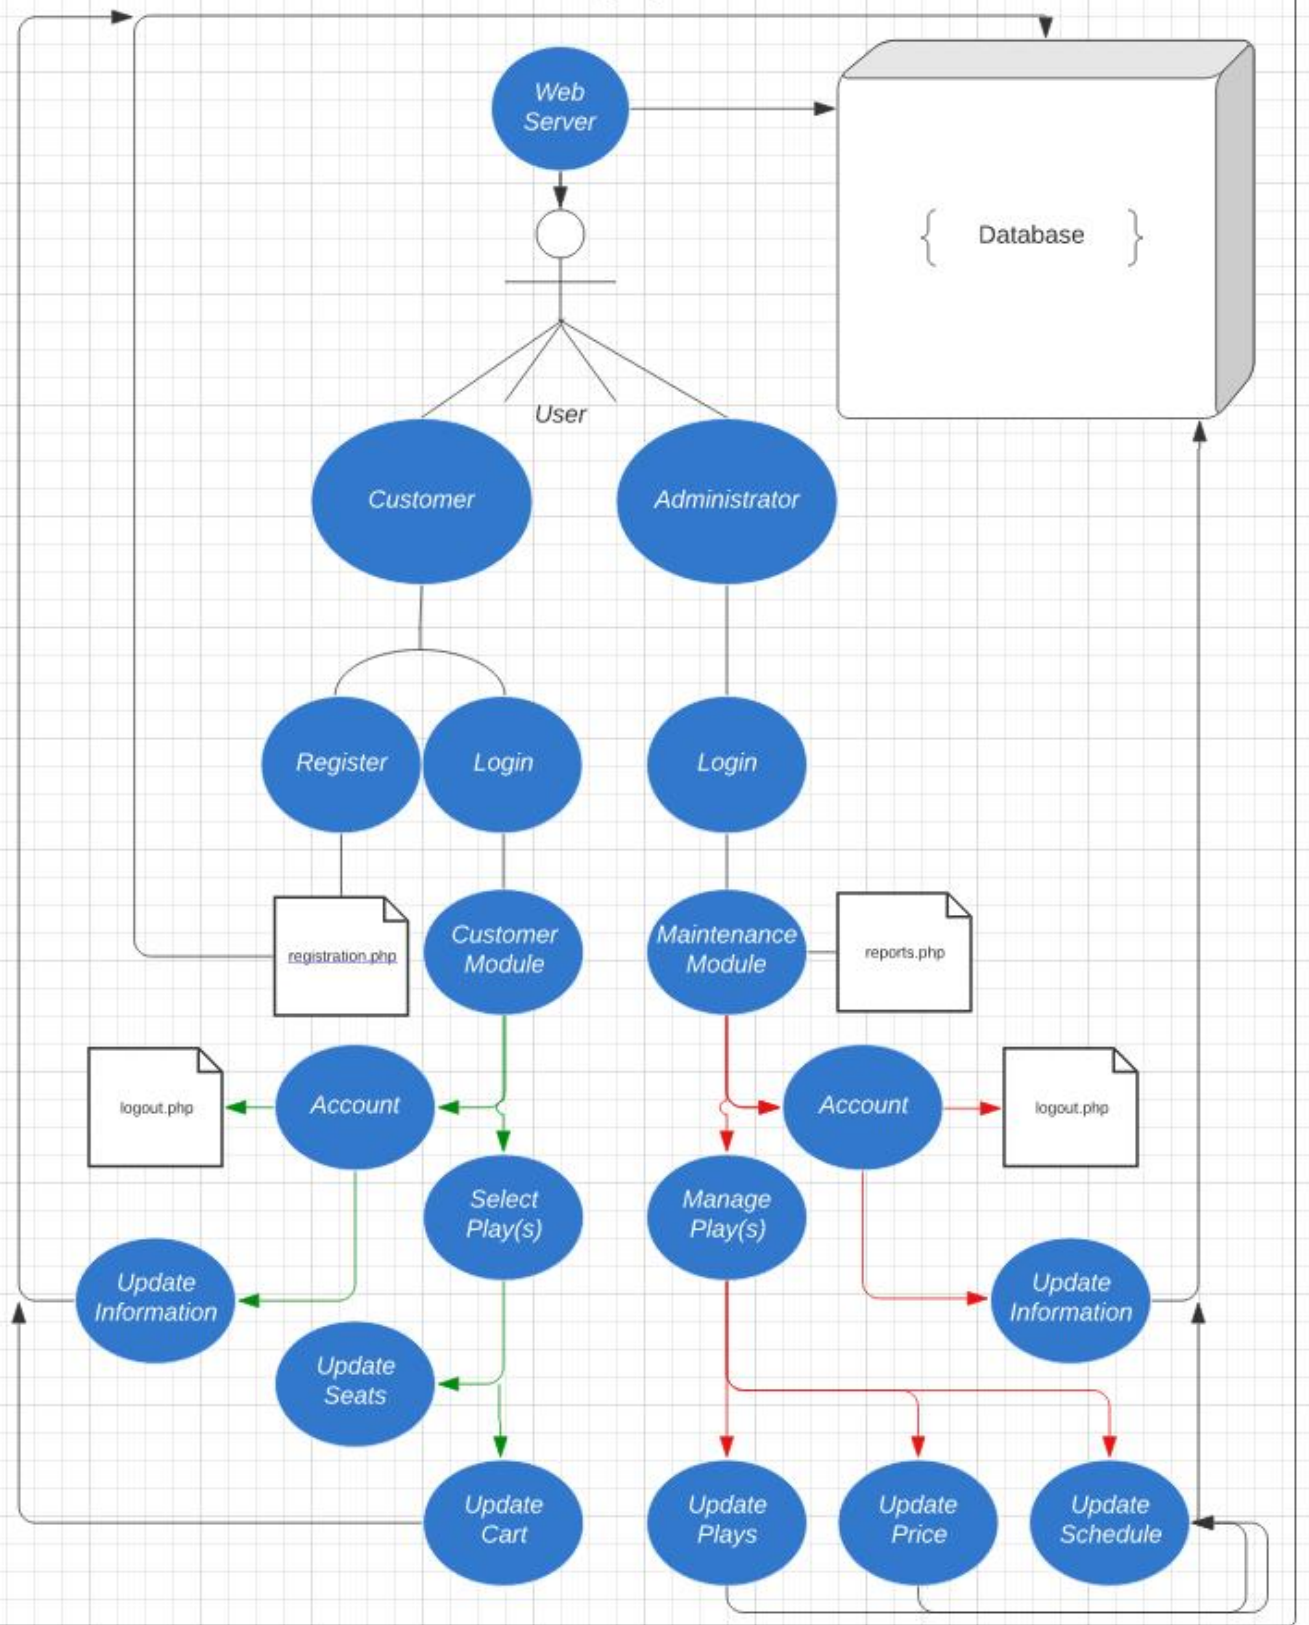 Web
Server
{ Database }
User
Customer
Administrator
Register
Login
Login
registration.php
Customer
Module
Maintenance
Module
reports.php
logout.php
Account
Account
logout.php
Select
Play(s)
Manage
Play(s)
Update
Information
Update
Information
Update
Seats
Update
Cart
Update
Plays
Update
Price
Update
Schedule